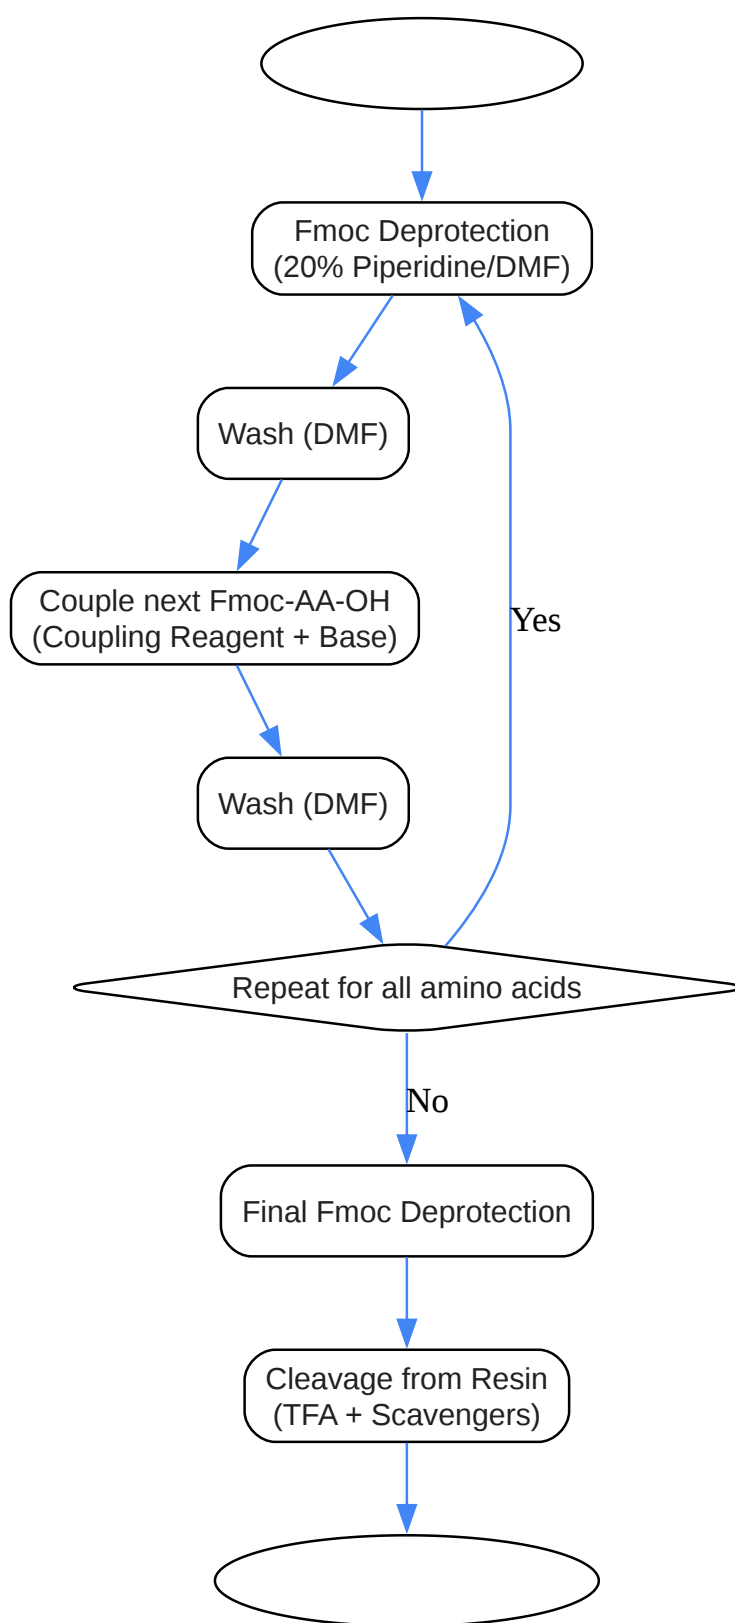 Fmoc Deprotection
(20% Piperidine/DMF)
Wash (DMF)
Couple next Fmoc-AA-OH
(Coupling Reagent + Base)
Yes
Wash (DMF)
Repeat for all amino acids
No
Final Fmoc Deprotection
Cleavage from Resin
(TFA + Scavengers)